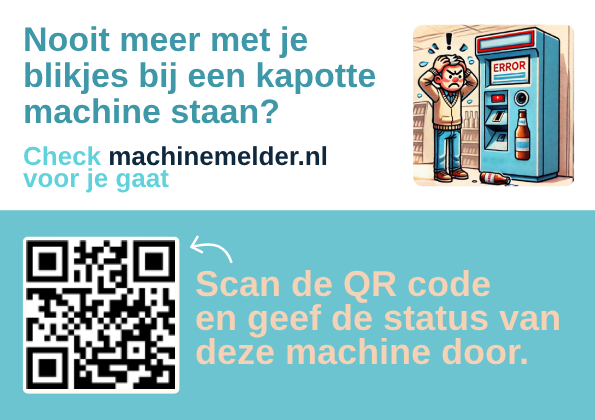 Nooit meer met je
blikjes bij een kapotte
machine staan?
Check machinemelder.nl
voor je gaat
!
ERROR
Scan de QR code
en geef de status van
deze machine door.